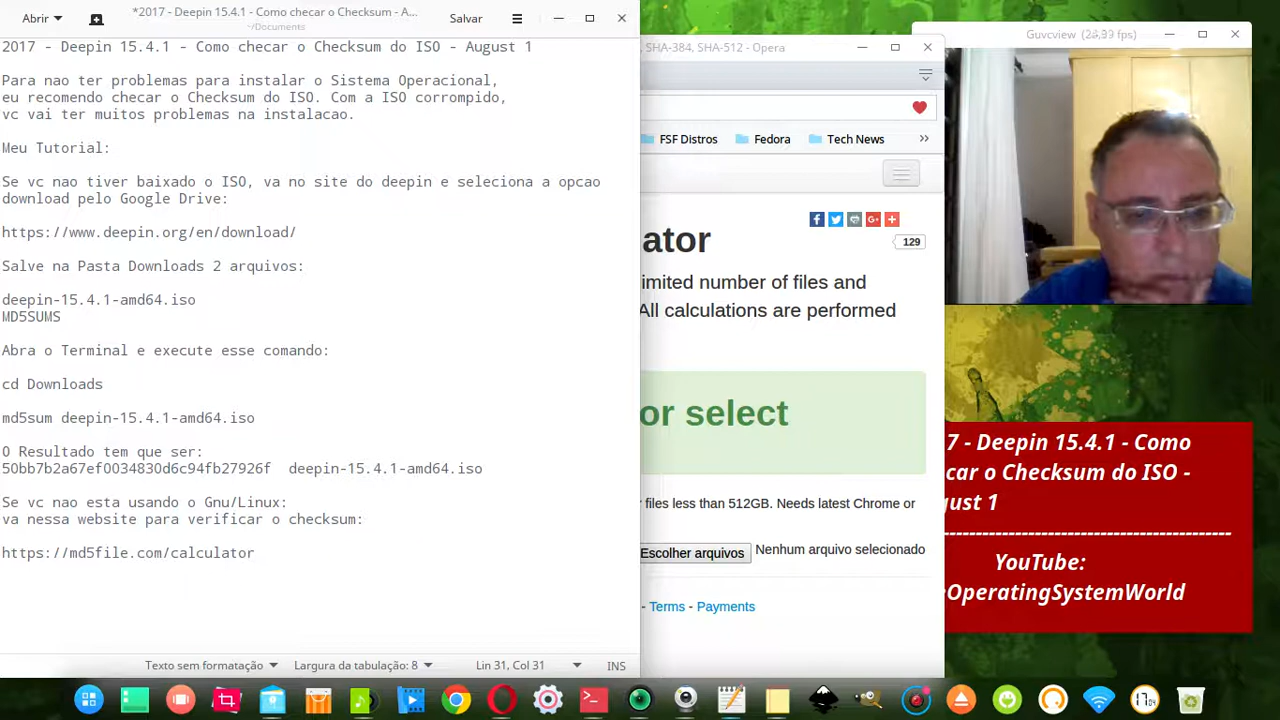 Abrir
*2017 - Deepin 15.4.1 - Como checar o Checksum - A...
~/Documents
Salvar
2017 - Deepin 15.4.1 - Como checar o Checksum do ISO - August 1
Para nao ter problemas para instalar o Sistema Operacional,
eu recomendo checar o Checksum do ISO. Com a ISO corrompido,
vc vai ter muitos problemas na instalacao.
Meu Tutorial:
Se vc nao tiver baixado o ISO, va no site do deepin e seleciona a opcao
download pelo Google Drive:
https://www.deepin.org/en/download/
Salve na Pasta Downloads 2 arquivos:
deepin-15.4.1-amd64.iso
MD5SUMS
Abra o Terminal e execute esse comando:
cd Downloads
md5sum deepin-15.4.1-amd64.iso
O Resultado tem que ser:
50bb7b2a67ef0034830d6c94fb27926f  deepin-15.4.1-amd64.iso
Se vc nao esta usando o Gnu/Linux:
va nessa website para verificar o checksum:
https://md5file.com/calculator
Texto sem formatação
Largura da tabulação: 8
Lin 31, Col 31
INS
, SHA-384, SHA-512 - Opera
FSF Distros
Fedora
Tech News
»
ator
129
imited number of files and
All calculations are performed
or select
r files less than 512GB. Needs latest Chrome or
Escolher arquivos
Nenhum arquivo selecionado
- Terms - Payments
Guvcview (24,99 fps)
7 - Deepin 15.4.1 - Como
car o Checksum do ISO -
gust 1
YouTube:
OperatingSystemWorld